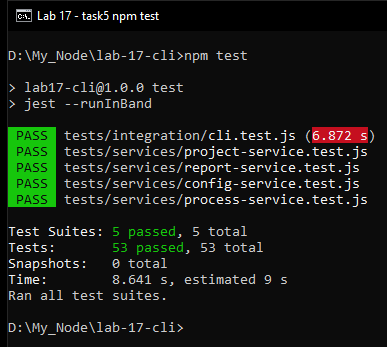 Lab 17 - task5 npm test
D:\My_Node\lab-17-cli>npm test
> lab17-cli@1.0.0 test
> jest --runInBand
PASS tests/integration/cli.test.js (6.872 s)
PASS tests/services/project-service.test.js
PASS tests/services/report-service.test.js
PASS tests/services/config-service.test.js
PASS tests/services/process-service.test.js
Test Suites: 5 passed, 5 total
Tests:       53 passed, 53 total
Snapshots:   0 total
Time:        8.641 s, estimated 9 s
Ran all test suites.
D:\My_Node\lab-17-cli>